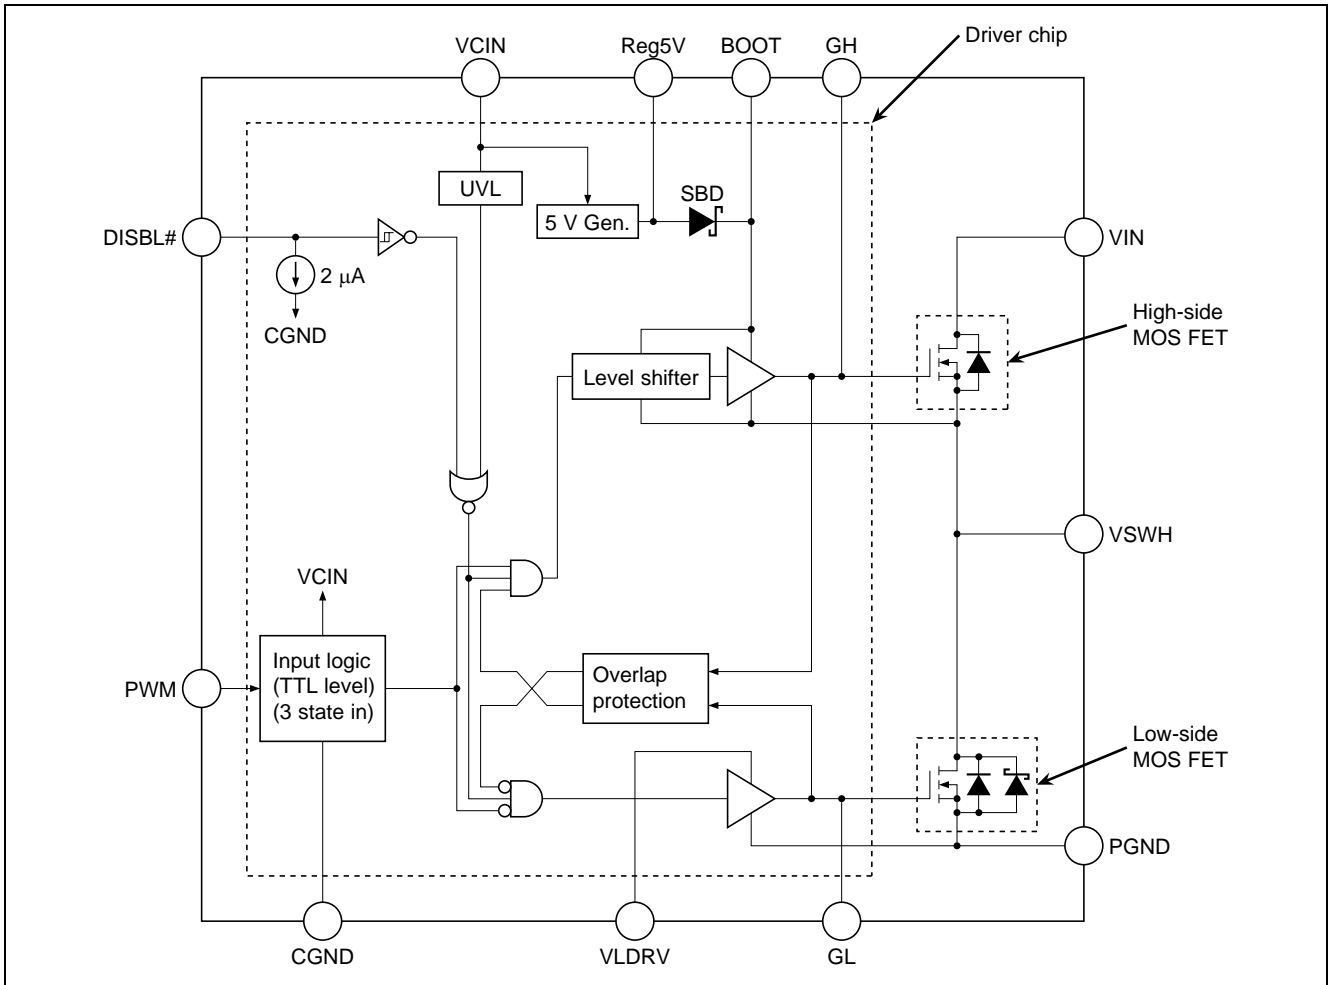 VCIN
Reg5V
BOOT
GH
Driver chip
UVL
SBD
5 V Gen.
DISBL#
2 μA
CGND
VIN
High-side
MOS FET
Level shifter
VSWH
VCIN
Input logic
(TTL level)
(3 state in)
PWM
Overlap
protection
Low-side
MOS FET
PGND
CGND
VLDRV
GL